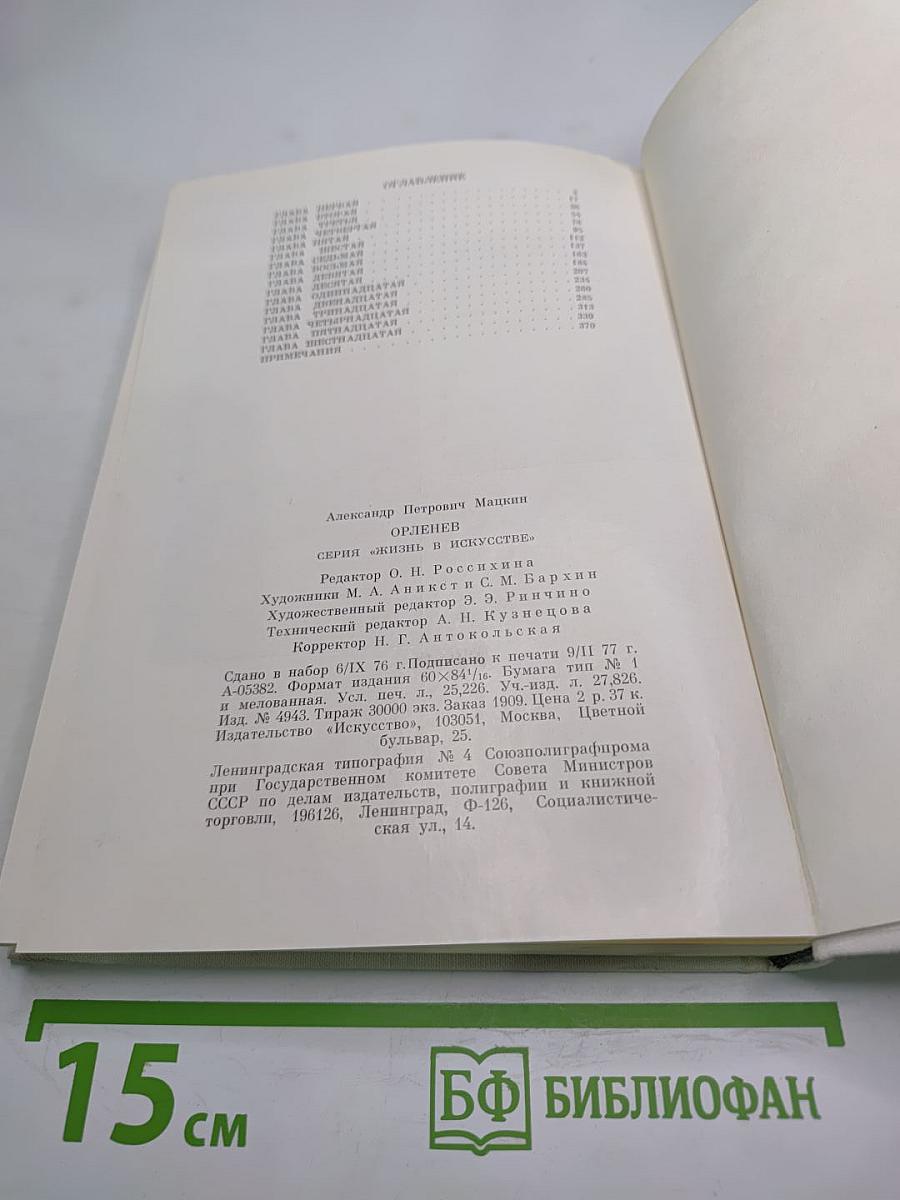 ОГЛАВЛЕНИЕ
ГЛАВА ПЕРВАЯ
ГЛАВА ВТОРАЯ
ГЛАВА ТРЕТЬЯ
ГЛАВА ЧЕТВЕРТАЯ
ГЛАВА ПЯТАЯ
ГЛАВА ШЕСТАЯ
ГЛАВА СЕДЬМАЯ
ГЛАВА ВОСЬМАЯ
ГЛАВА ДЕВЯТАЯ
ГЛАВА ДЕСЯТАЯ
ГЛАВА ОДИННАДЦАТАЯ 234
ГЛАВА ДВЕНАДЦАТАЯ 260
ГЛАВА ТРИНАДЦАТАЯ 285
ГЛАВА ЧЕТЫРНАДЦАТАЯ 313
ГЛАВА ПЯТНАДЦАТАЯ
ГЛАВА ШЕСТНАДЦАТАЯ
ПРИМЕЧАНИЯ 370
Александр Петрович Мацкин
ОРЛЕНЕВ
СЕРИЯ «ЖИЗНЬ В ИСКУССТВЕ»
Редактор О. Н. Россихина
Художники М. А. Аникст и С. М. Бархин
Художественный редактор Э. Э. Ринчино
Технический редактор А. Н. Кузнецова
Корректор Н. Г. Антокольская
Сдано в набор 6/IX 76 г. Подписано к печати 9/II 77 г.
А-05382. Формат издания 60×84¹/₁₆. Бумага тип № 1
и мелованная. Усл. печ. л., 25,226. Уч.-изд. л. 27,826.
Изд. № 4943. Тираж 30000 экз. Заказ 1909. Цена 2 р. 37 к.
Издательство «Искусство», 103051, Москва, Цветной
бульвар, 25.
Ленинградская типография № 4 Союзполиграфпрома
при Государственном комитете Совета Министров
СССР по делам издательств, полиграфии и книжной
торговли, 196126, Ленинград, Ф-126, Социалистиче-
ская ул., 14.
15 см
БФ БИБЛИОФАН